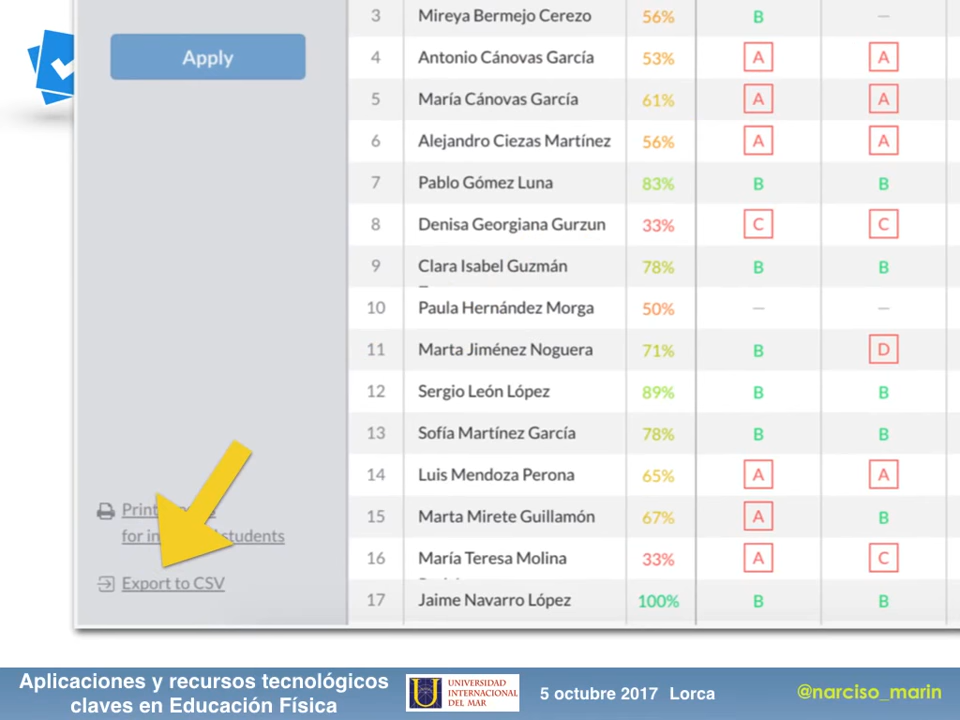 Apply
Print
for in students
Export to CSV
3 Mireya Bermejo Cerezo 56% B —
4 Antonio Cánovas García 53% A A
5 María Cánovas García 61% A A
6 Alejandro Ciezas Martínez 56% A A
7 Pablo Gómez Luna 83% B B
8 Denisa Georgiana Gurzun 33% C C
9 Clara Isabel Guzmán 78% B B
10 Paula Hernández Morga 50% — —
11 Marta Jiménez Noguera 71% B D
12 Sergio León López 89% B B
13 Sofía Martínez García 78% B B
14 Luis Mendoza Perona 65% A A
15 Marta Mirete Guillamón 67% A B
16 María Teresa Molina 33% A C
17 Jaime Navarro López 100% B B
Aplicaciones y recursos tecnológicos
claves en Educación Física
UNIVERSIDAD
INTERNACIONAL
DEL MAR
5 octubre 2017 Lorca
@narciso_marin